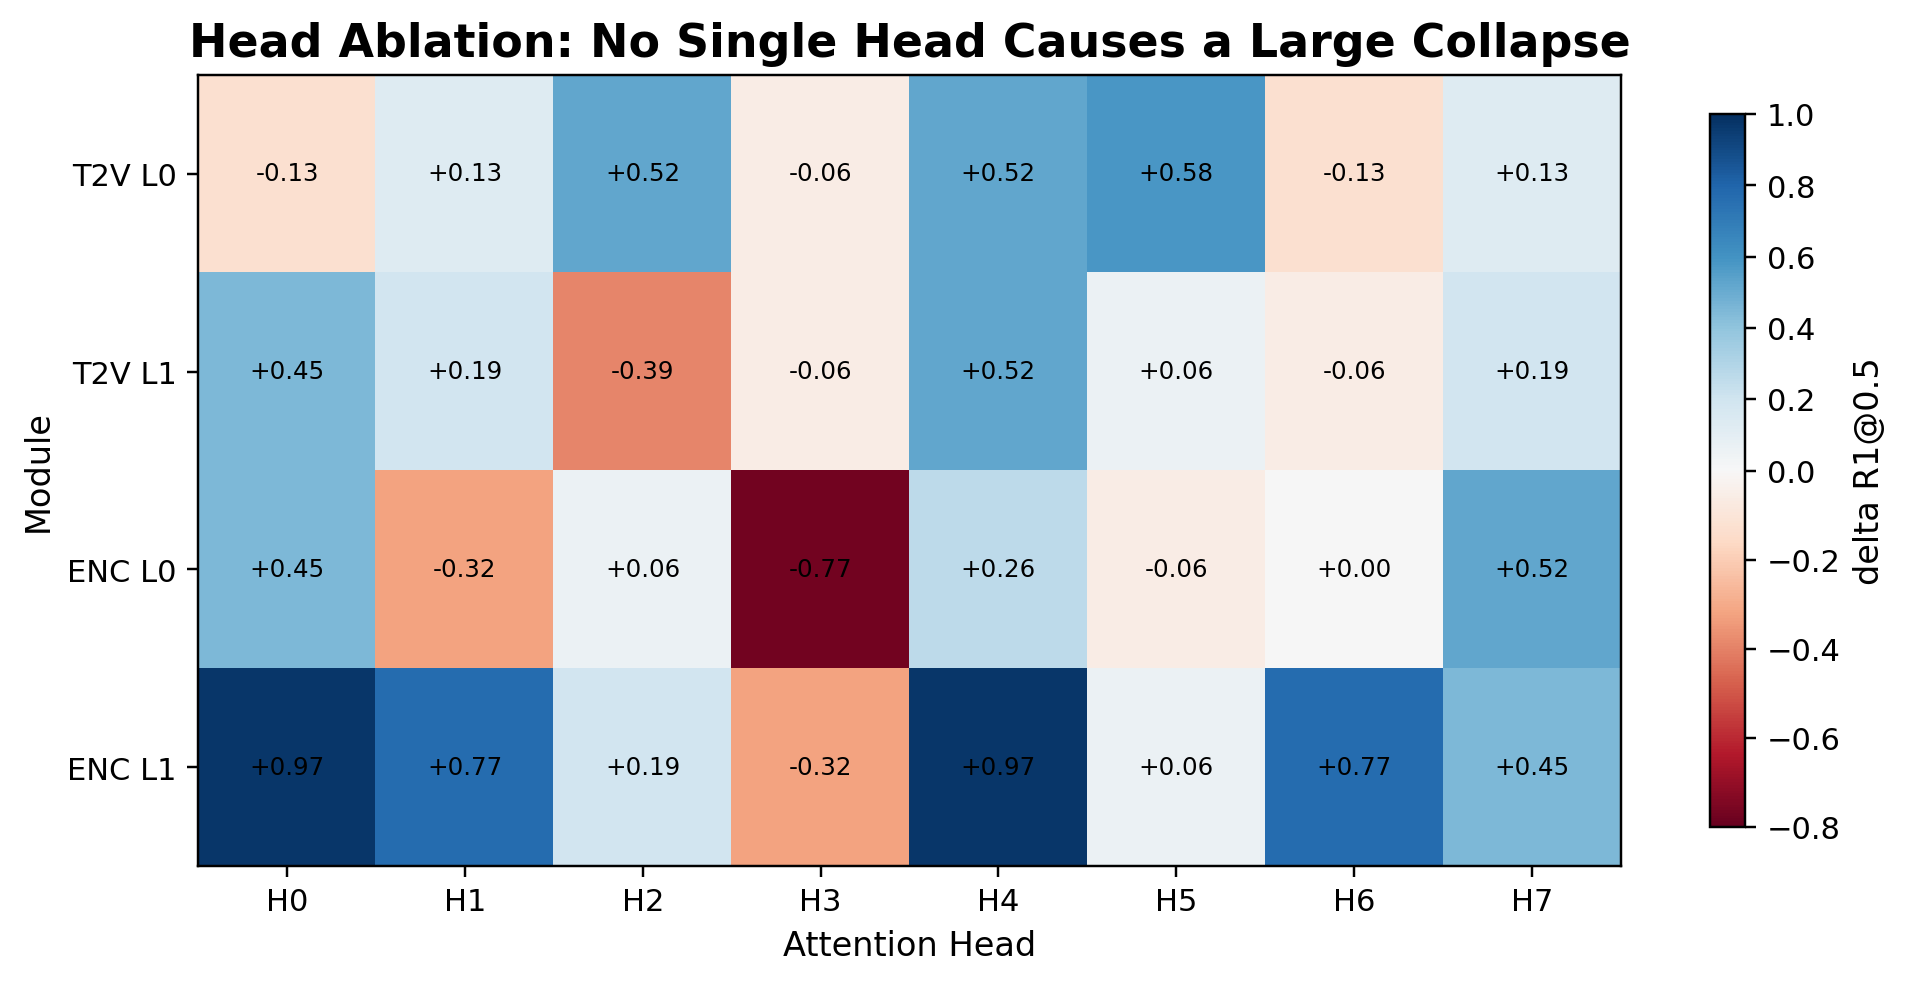 Head Ablation: No Single Head Causes a Large Collapse
T2V L0
-0.13 +0.13 +0.52 -0.06 +0.52 +0.58 -0.13 +0.13
T2V L1
+0.45 +0.19 -0.39 -0.06 +0.52 +0.06 -0.06 +0.19
ENC L0
+0.45 -0.32 +0.06 -0.77 +0.26 -0.06 +0.00 +0.52
ENC L1
+0.97 +0.77 +0.19 -0.32 +0.97 +0.06 +0.77 +0.45
Module
H0 H1 H2 H3 H4 H5 H6 H7
Attention Head
1.0
0.8
0.6
0.4
0.2
0.0
−0.2
−0.4
−0.6
−0.8
delta R1@0.5